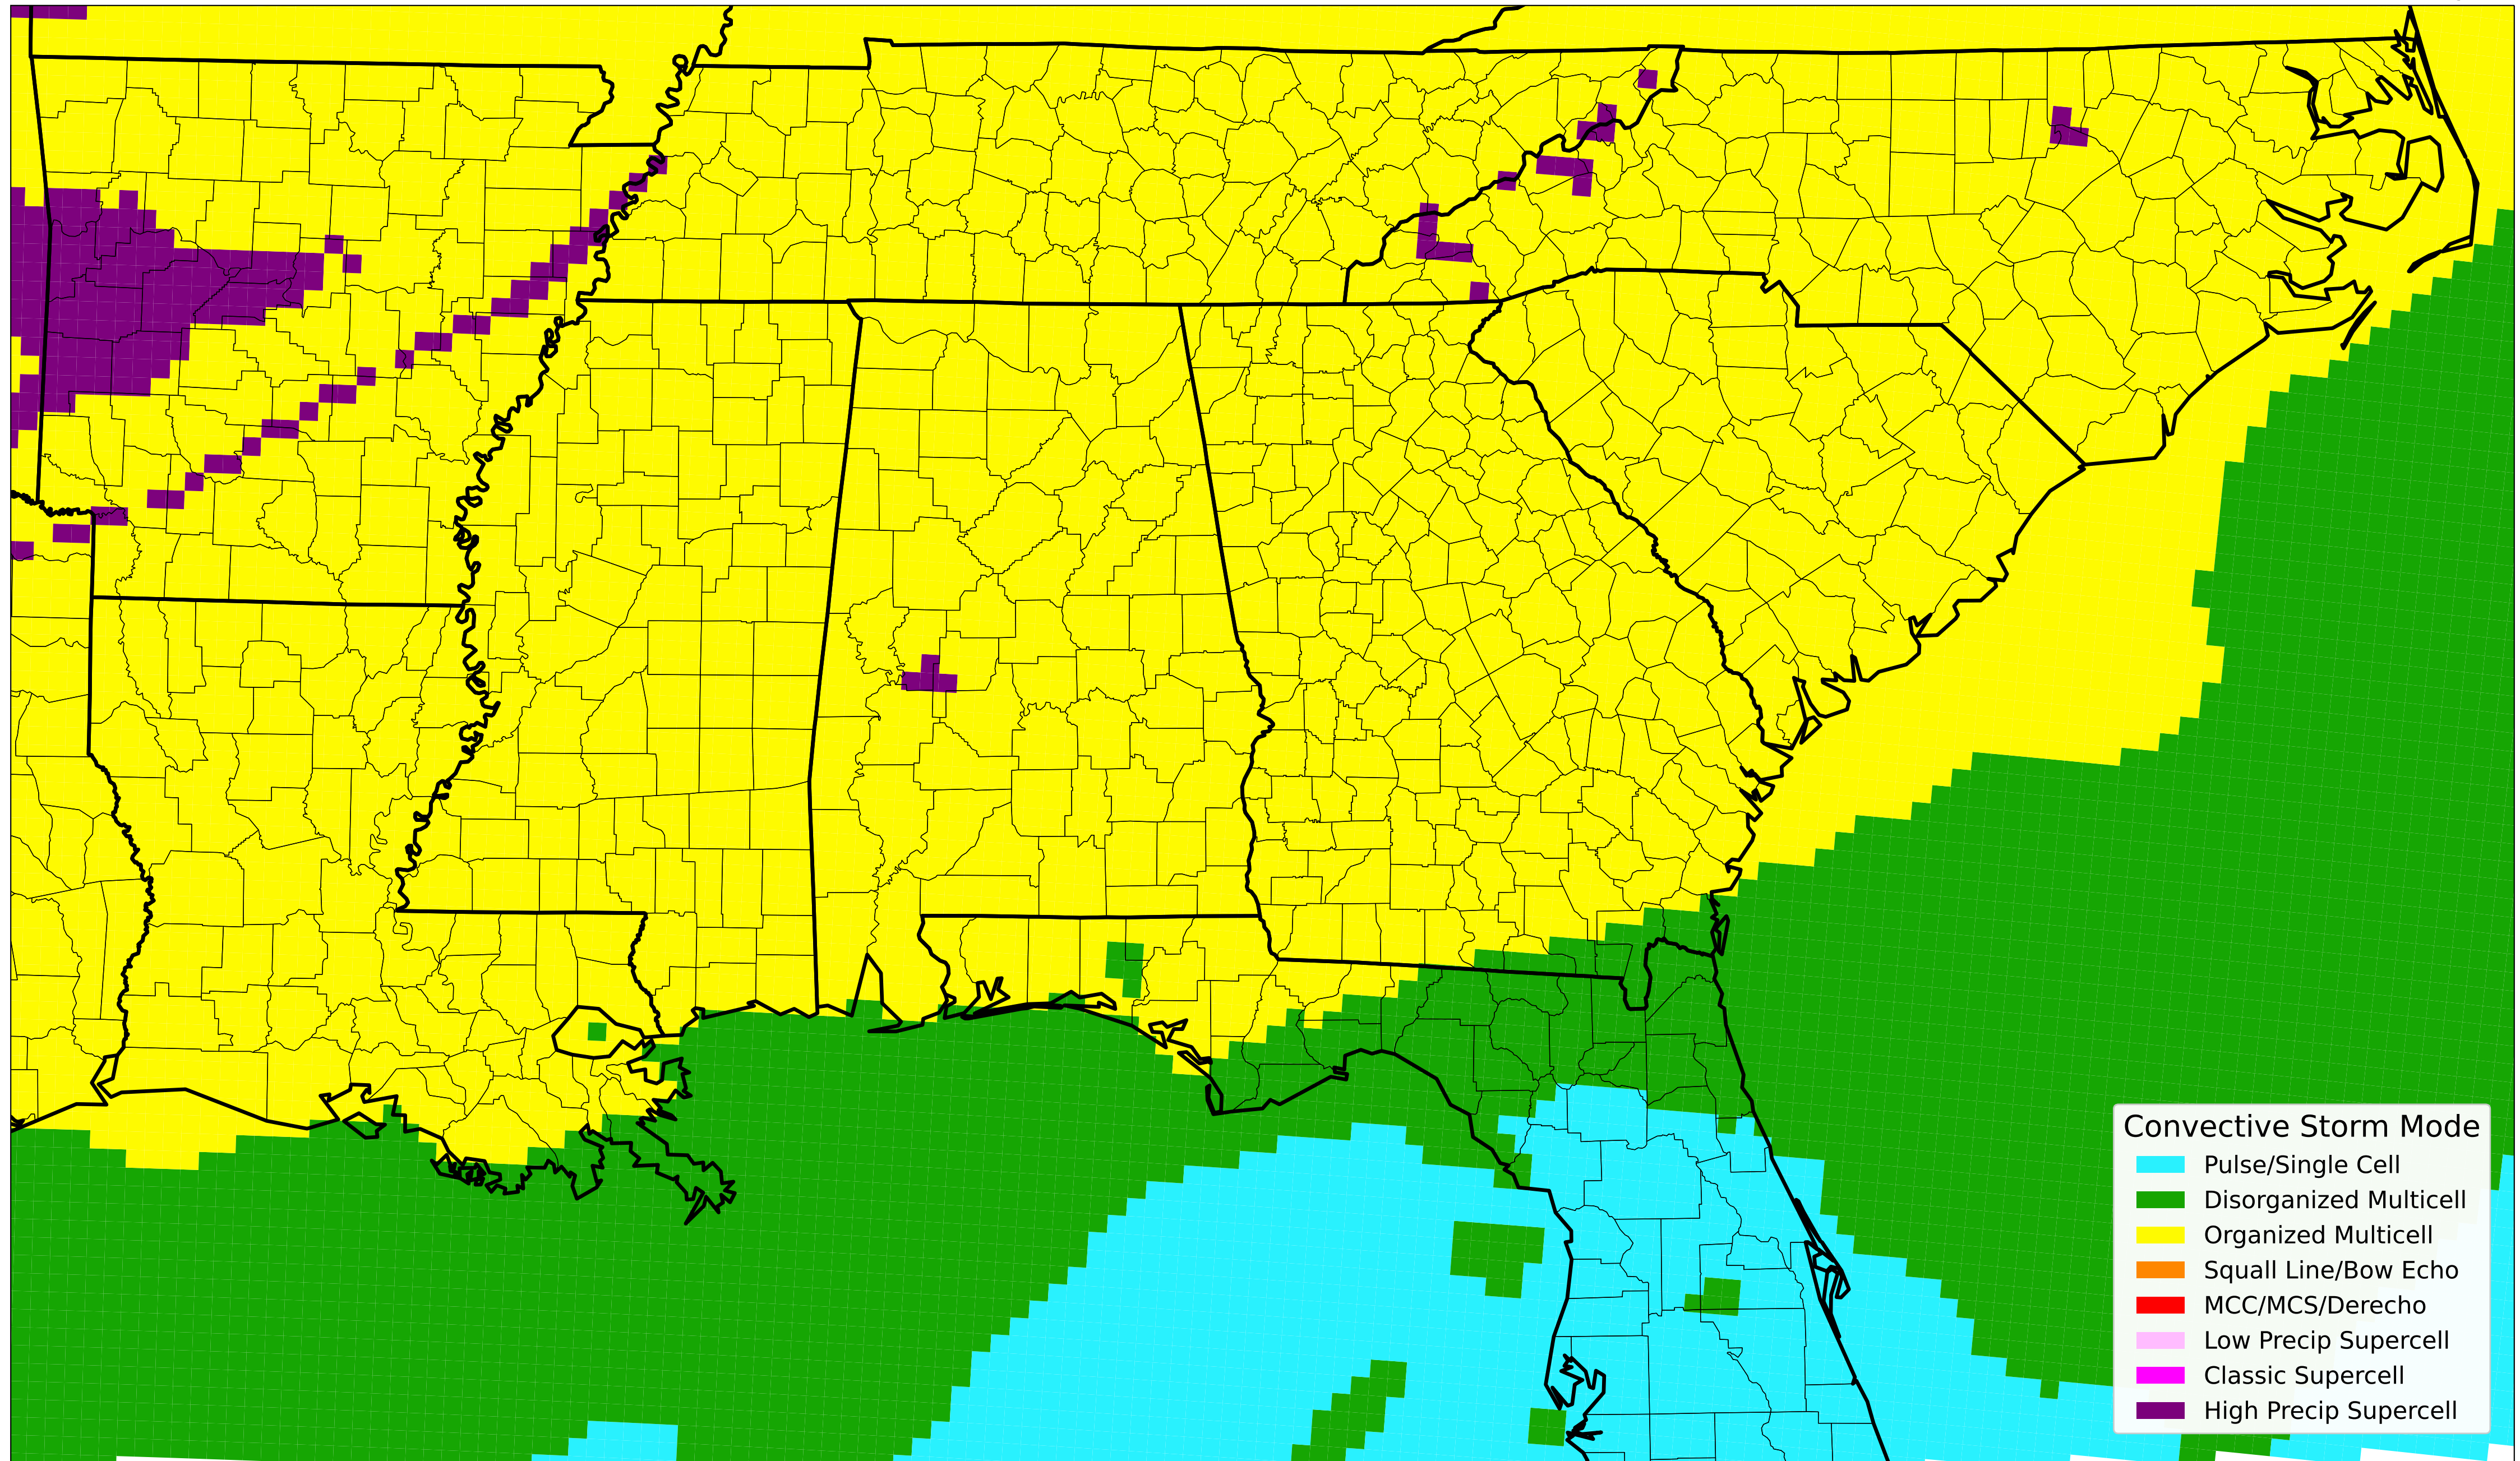 Convective Storm Mode
Pulse/Single Cell
Disorganized Multicell
Organized Multicell
Squall Line/Bow Echo
MCC/MCS/Derecho
Low Precip Supercell
Classic Supercell
High Precip Supercell